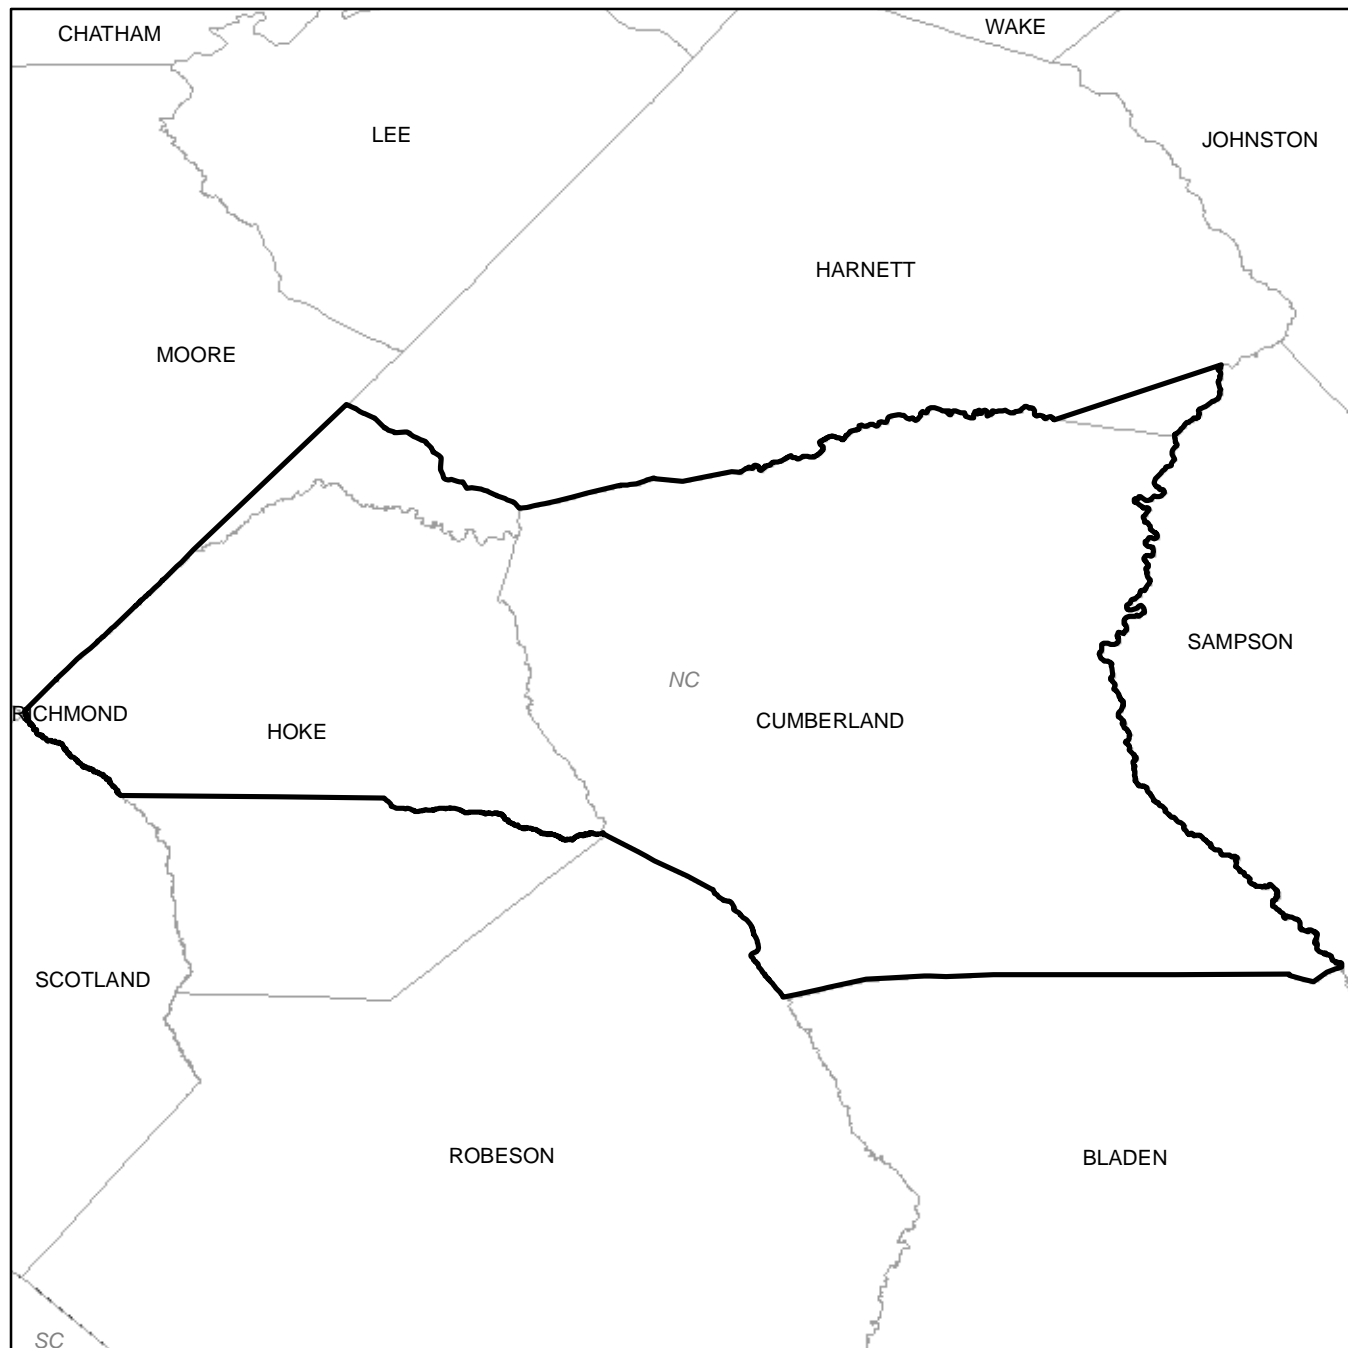 WAKE
CHATHAM
LEE
JOHNSTON
HARNETT
MOORE
SAMPSON
NC
RICHMOND
CUMBERLAND
HOKE
SCOTLAND
ROBESON
BLADEN
SC